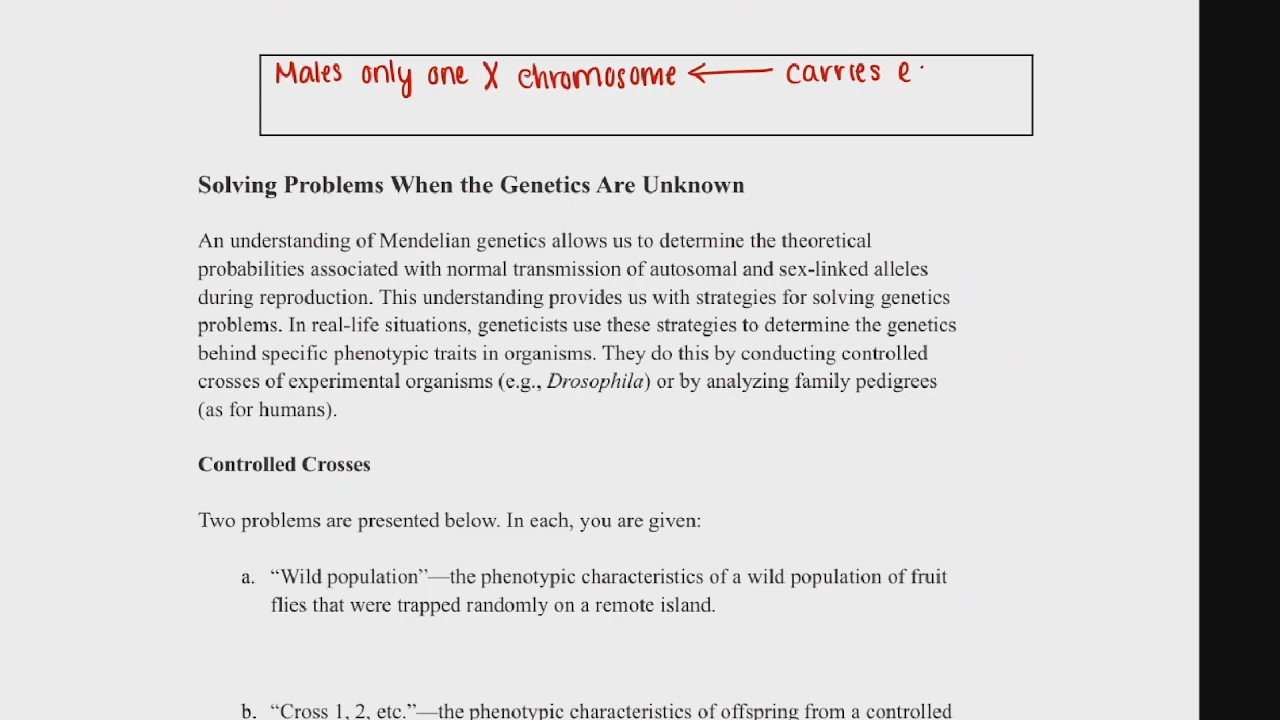 Males only one X chromosome ← carries e
Solving Problems When the Genetics Are Unknown
An understanding of Mendelian genetics allows us to determine the theoretical
probabilities associated with normal transmission of autosomal and sex-linked alleles
during reproduction. This understanding provides us with strategies for solving genetics
problems. In real-life situations, geneticists use these strategies to determine the genetics
behind specific phenotypic traits in organisms. They do this by conducting controlled
crosses of experimental organisms (e.g., Drosophila) or by analyzing family pedigrees
(as for humans).
Controlled Crosses
Two problems are presented below. In each, you are given:
a. “Wild population”—the phenotypic characteristics of a wild population of fruit
flies that were trapped randomly on a remote island.
b. “Cross 1, 2, etc.”—the phenotypic characteristics of offspring from a controlled